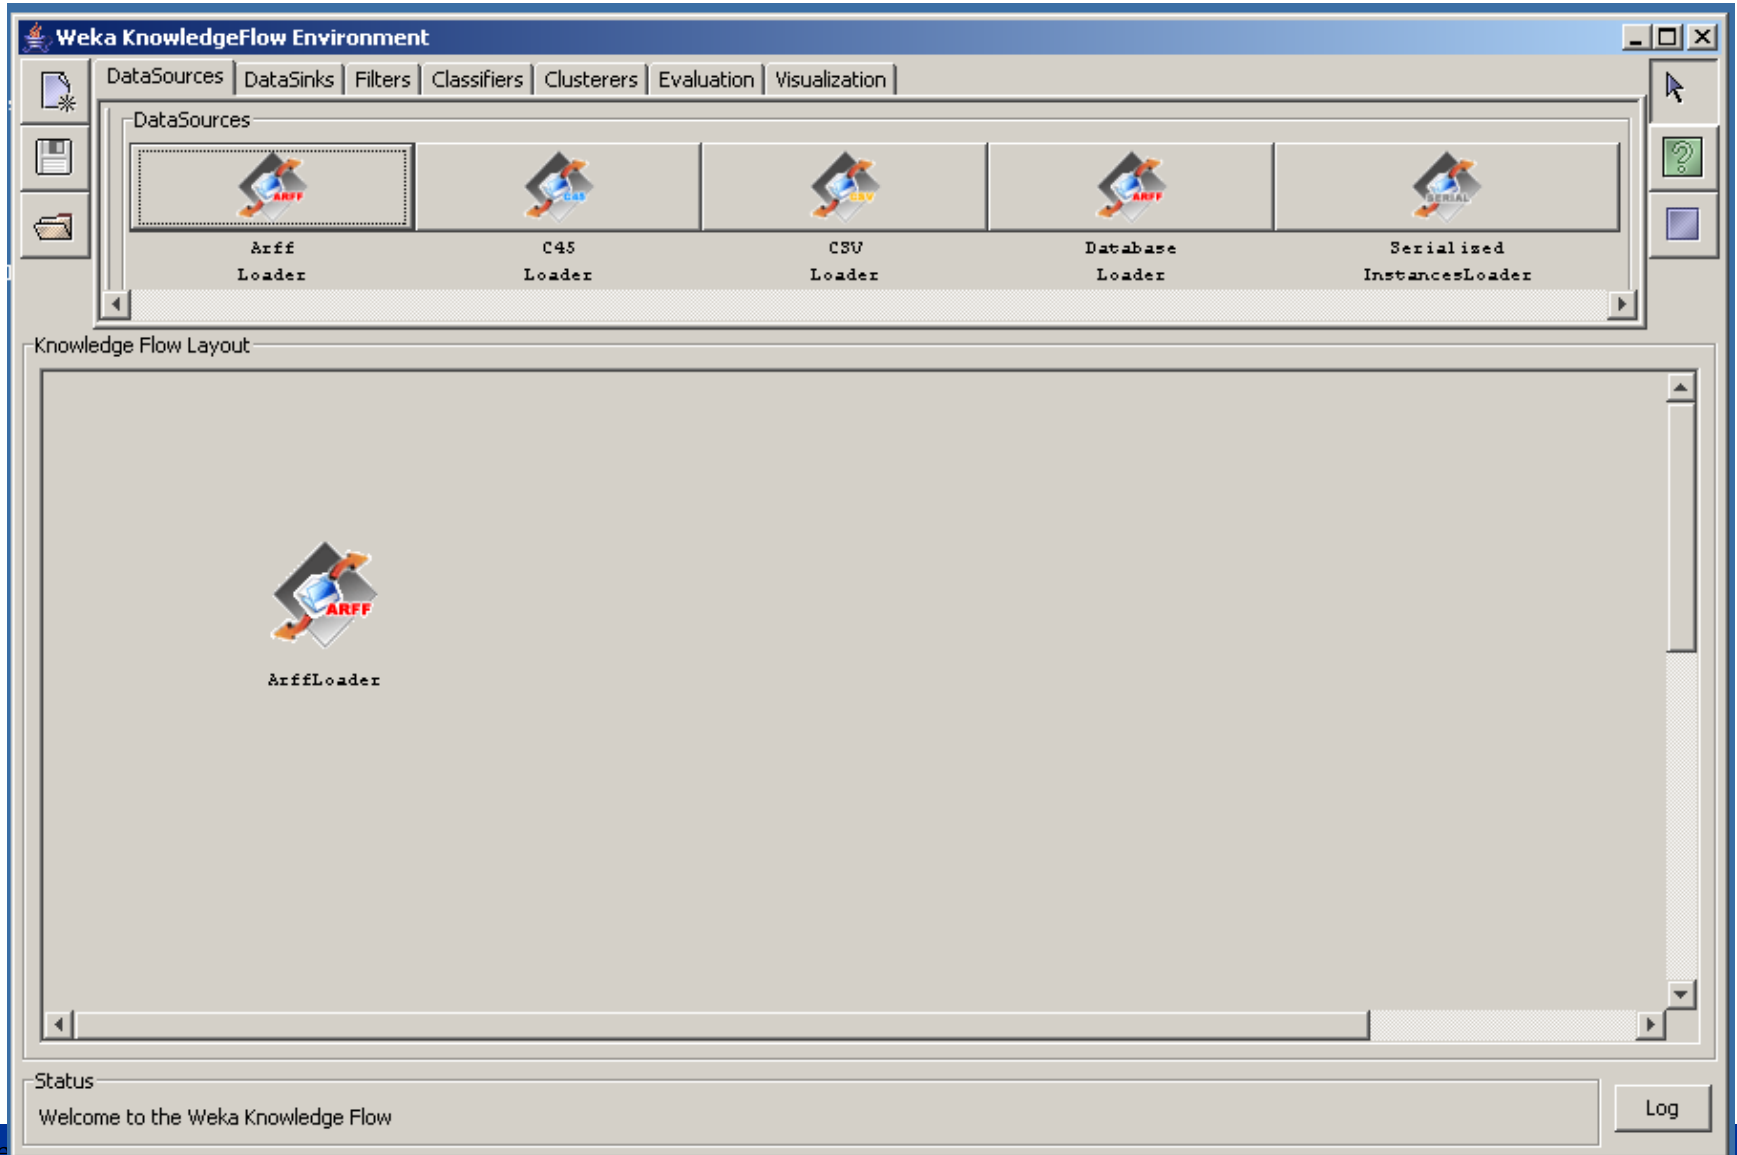 Weka KnowledgeFlow Environment
DataSources DataSinks Filters Classifiers Clusterers Evaluation Visualization
DataSources
ARFF C45 CSV ARFF SERIAL
Arff C45 CSV Database Serialized
Loader Loader Loader Loader InstancesLoader
Knowledge Flow Layout
ARFF
ArffLoader
Status
Welcome to the Weka Knowledge Flow
Log